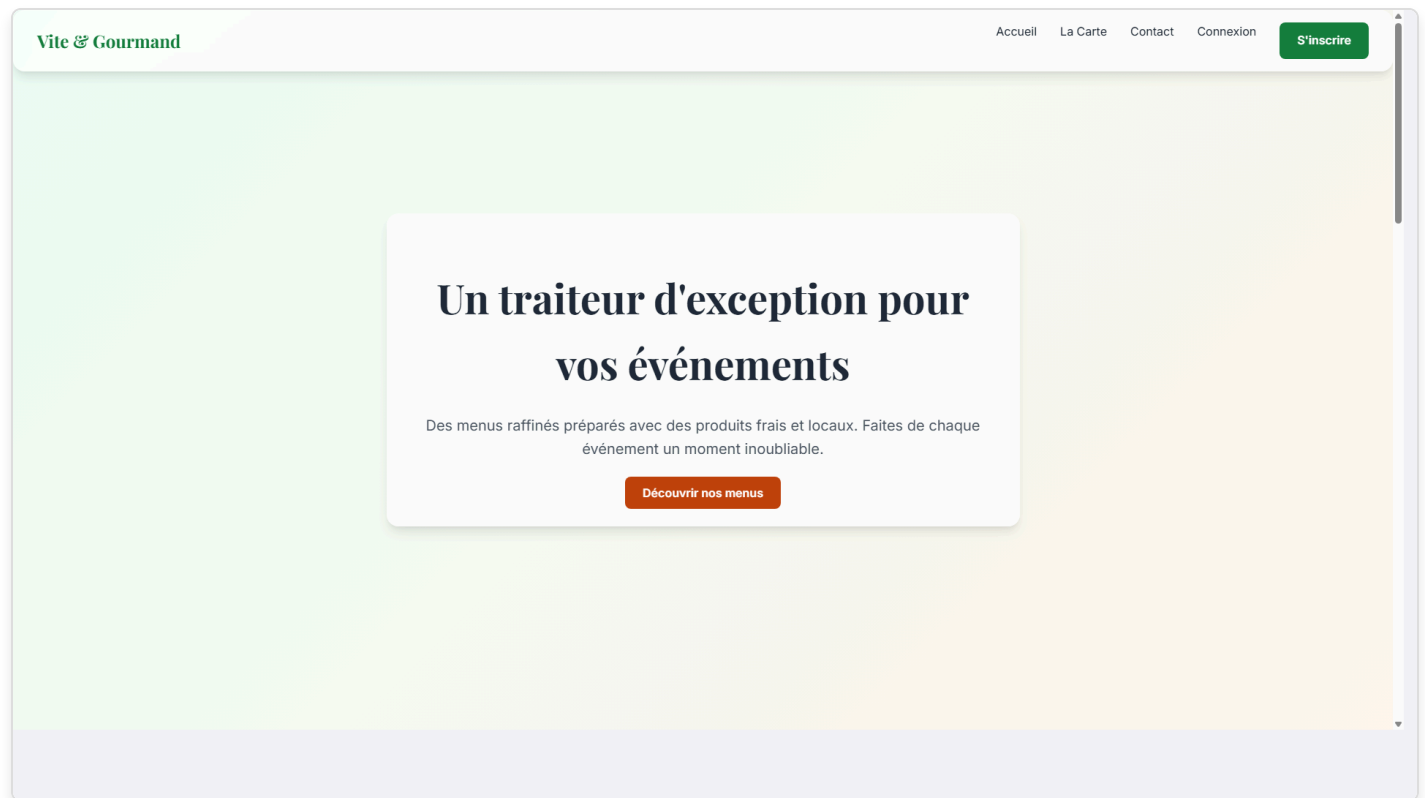 Vite & Gourmand
Accueil
La Carte
Contact
Connexion
S'inscrire
Un traiteur d'exception pour
vos événements
Des menus raffinés préparés avec des produits frais et locaux. Faites de chaque
événement un moment inoubliable.
Découvrir nos menus